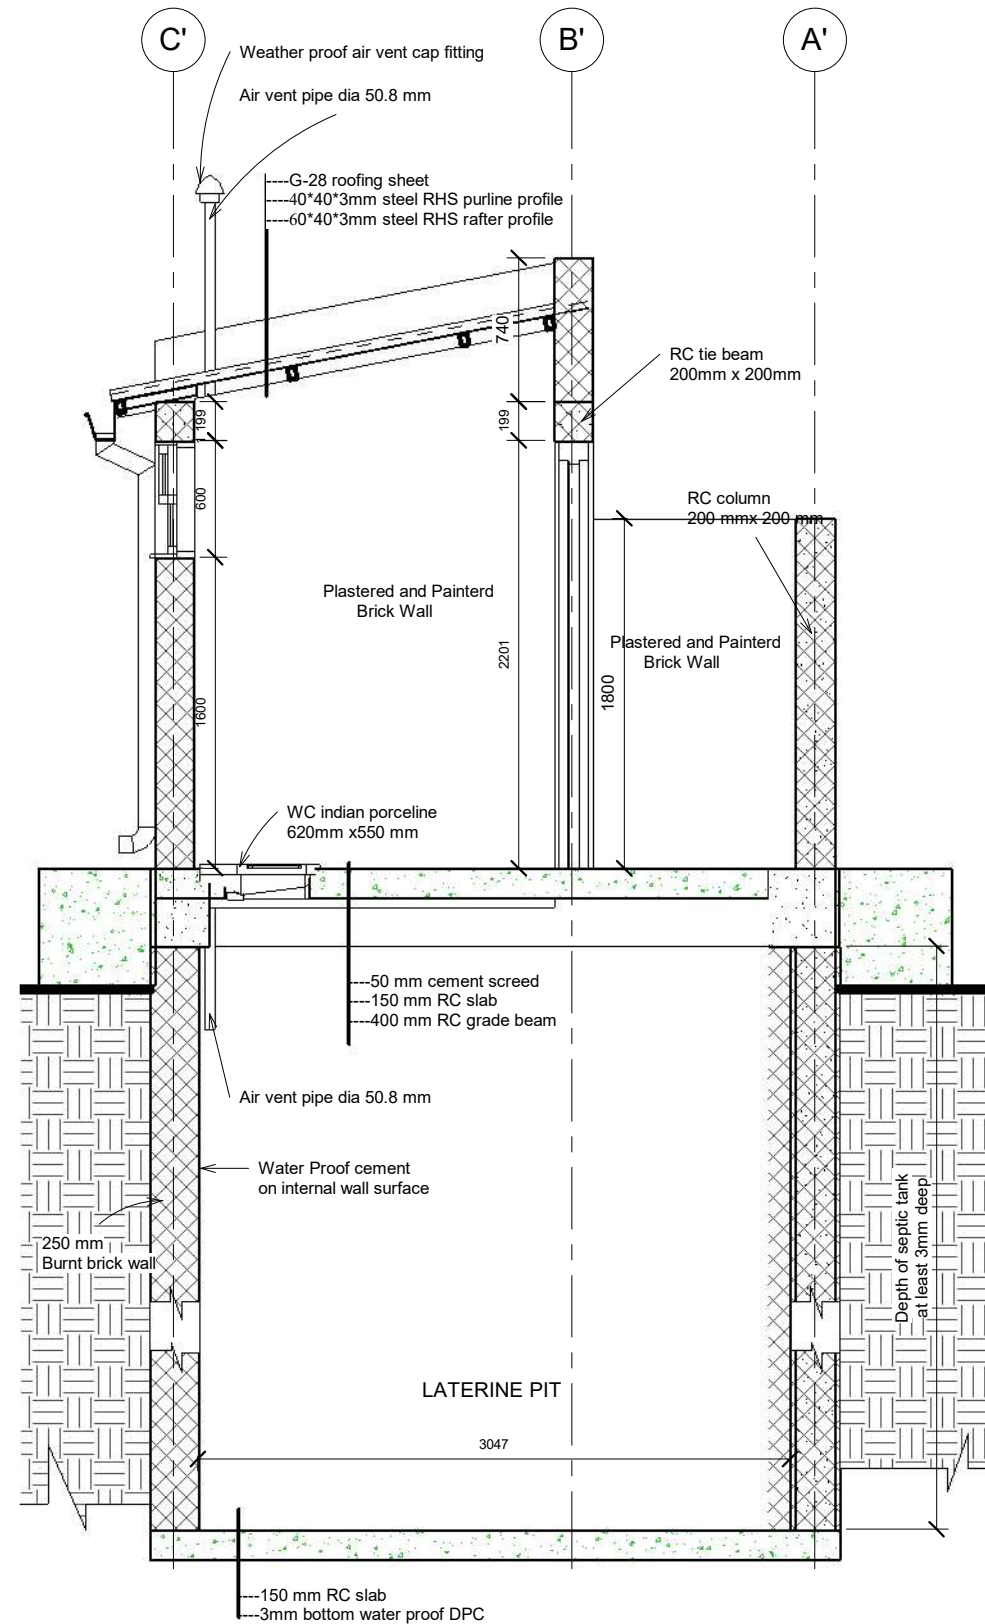 C'
B'
A'
Weather proof air vent cap fitting
Air vent pipe dia 50.8 mm
----G-28 roofing sheet
----40*40*3mm steel RHS purline profile
----60*40*3mm steel RHS rafter profile
740
RC tie beam
200mm x 200mm
199
199
600
RC column
200 mmx 200 mm
Plastered and Painterd
Brick Wall
2201
Plastered and Painterd
Brick Wall
1800
1600
WC indian porceline
620mm x550 mm
----50 mm cement screed
----150 mm RC slab
----400 mm RC grade beam
Air vent pipe dia 50.8 mm
Water Proof cement
on internal wall surface
250 mm
Burnt brick wall
Depth of septic tank
at least 3mm deep
LATERINE PIT
3047
----150 mm RC slab
----3mm bottom water proof DPC